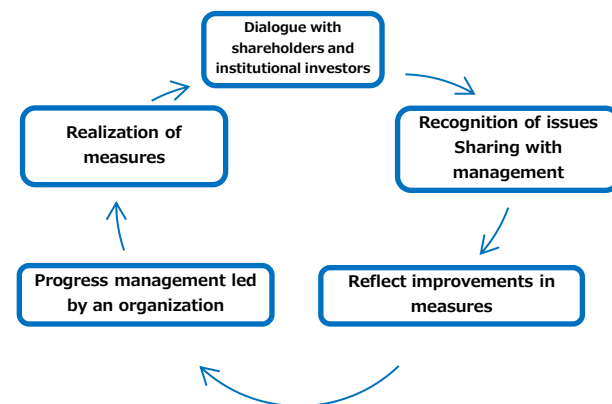 Dialogue with
shareholders and
institutional investors
Recognition of issues
Sharing with
management
Reflect improvements in
measures
Progress management led
by an organization
Realization of
measures